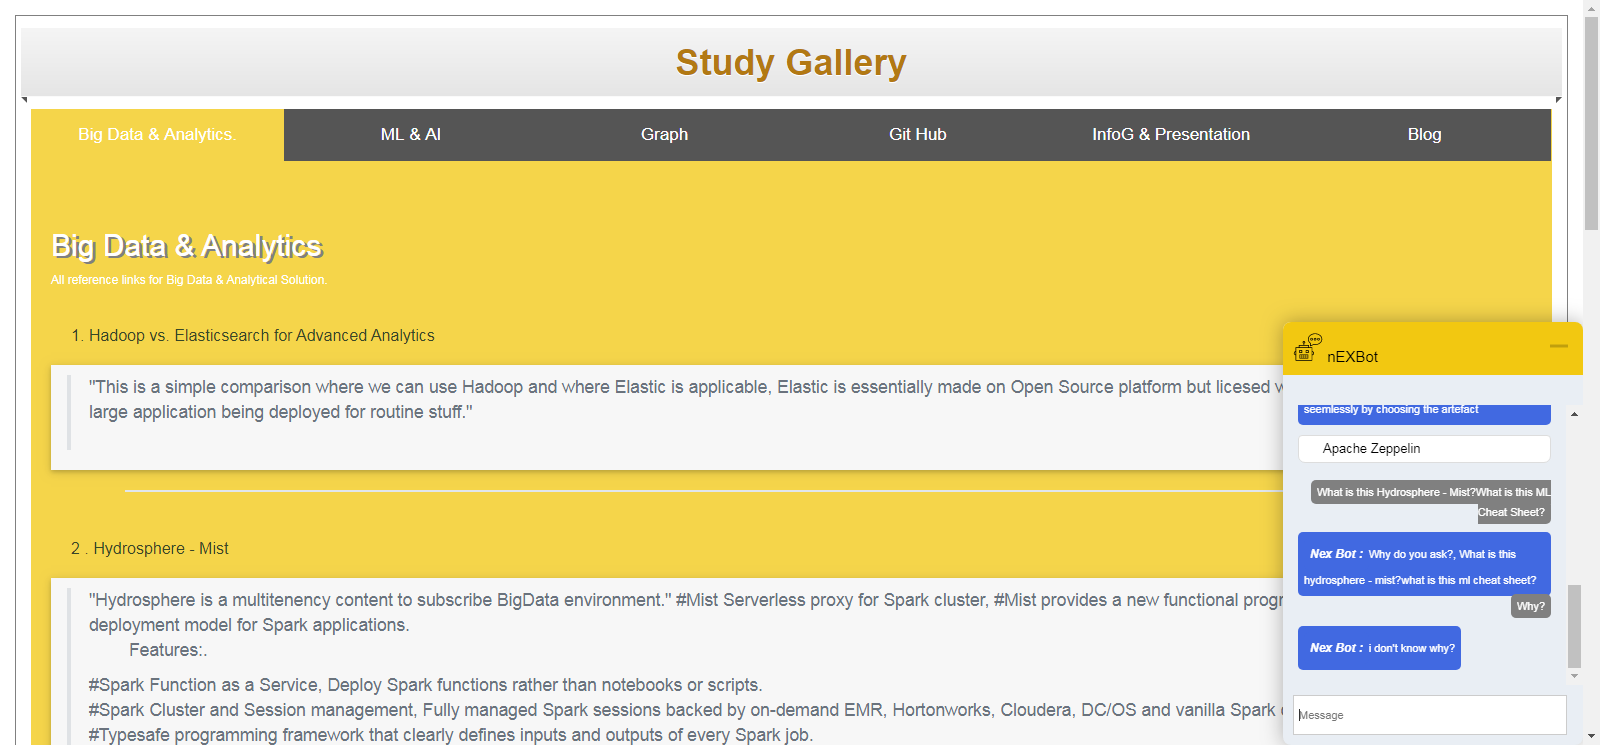 Study Gallery
Big Data & Analytics.
ML & AI
Graph
Git Hub
InfoG & Presentation
Blog
Big Data & Analytics
All reference links for Big Data & Analytical Solution.
1. Hadoop vs. Elasticsearch for Advanced Analytics
"This is a simple comparison where we can use Hadoop and where Elastic is applicable, Elastic is essentially made on Open Source platform but licesed
large application being deployed for routine stuff."
2 . Hydrosphere - Mist
"Hydrosphere is a multitenency content to subscribe BigData environment." #Mist Serverless proxy for Spark cluster, #Mist provides a new functional
deployment model for Spark applications.
Features:.
#Spark Function as a Service, Deploy Spark functions rather than notebooks or scripts.
#Spark Cluster and Session management, Fully managed Spark sessions backed by on-demand EMR, Hortonworks, Cloudera, DC/OS and vanilla Spark
#Typesafe programming framework that clearly defines inputs and outputs of every Spark job.
nEXBot
seemlessly by choosing the artefact
Apache Zeppelin
What is this Hydrosphere - Mist?What is this ML
Cheat Sheet?
Nex Bot : Why do you ask?, What is this
hydrosphere - mist?what is this ml cheat sheet?
Why?
Nex Bot : i don't know why?
Message